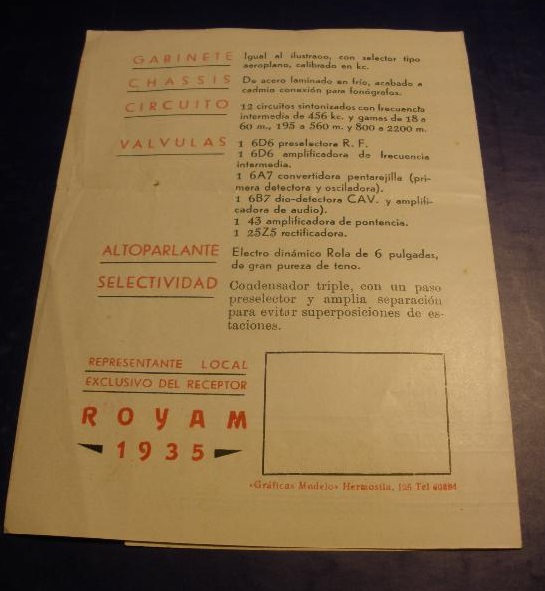 GABINETE Igual al ilustrado, con selector tipo
aeroplano, calibrado en kc.
CHASSIS De acero laminado en frío, acabado a
cadmio conexión para fonógrafos.
CIRCUITO 12 circuitos sintonizados con frecuencia
intermedia de 456 kc. y gamas de 18 a
60 m., 195 a 560 m. y 800 a 2200 m.
VALVULAS 1 6D6 preselectora R. F.
1 6D6 amplificadora de frecuencia
intermedia.
1 6A7 convertidora pentarejilla (pri-
mera detectora y osciladora).
1 6B7 dio-detectora CAV. y amplifi-
cadora de audio).
1 43 amplificadora de pontencia.
1 25Z5 rectificadora.
ALTOPARLANTE Electro dinámico Rola de 6 pulgadas,
de gran pureza de tono.
SELECTIVIDAD Condensador triple, con un paso
preselector y amplia separación
para evitar superposiciones de es-
taciones.
REPRESENTANTE LOCAL
EXCLUSIVO DEL RECEPTOR
ROYAM
1935
«Gráficas Modelo» Hermosilla, Tel